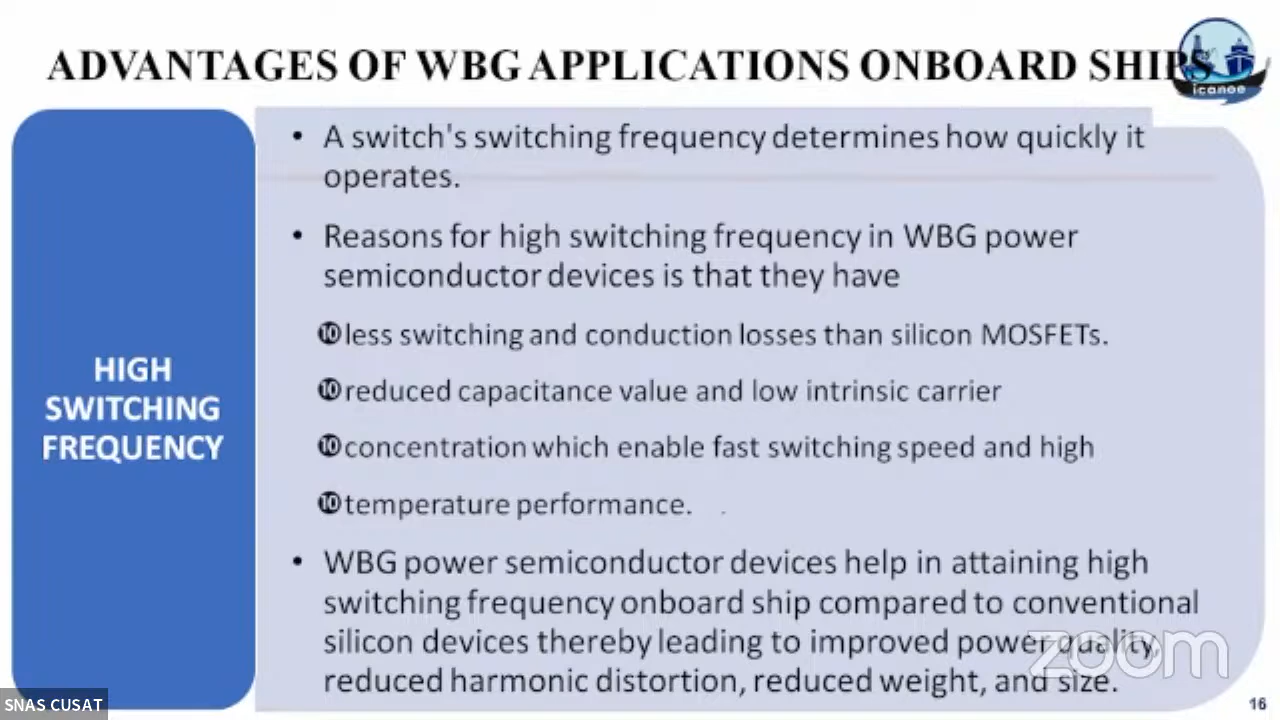 ADVANTAGES OF WBG APPLICATIONS ONBOARD SHIPS
icanoe
HIGH
SWITCHING
FREQUENCY
• A switch's switching frequency determines how quickly it
operates.
• Reasons for high switching frequency in WBG power
semiconductor devices is that they have
❿less switching and conduction losses than silicon MOSFETs.
❿reduced capacitance value and low intrinsic carrier
❿concentration which enable fast switching speed and high
❿temperature performance. .
• WBG power semiconductor devices help in attaining high
switching frequency onboard ship compared to conventional
silicon devices thereby leading to improved power quality,
reduced harmonic distortion, reduced weight, and size.
zoom
SNAS CUSAT
16